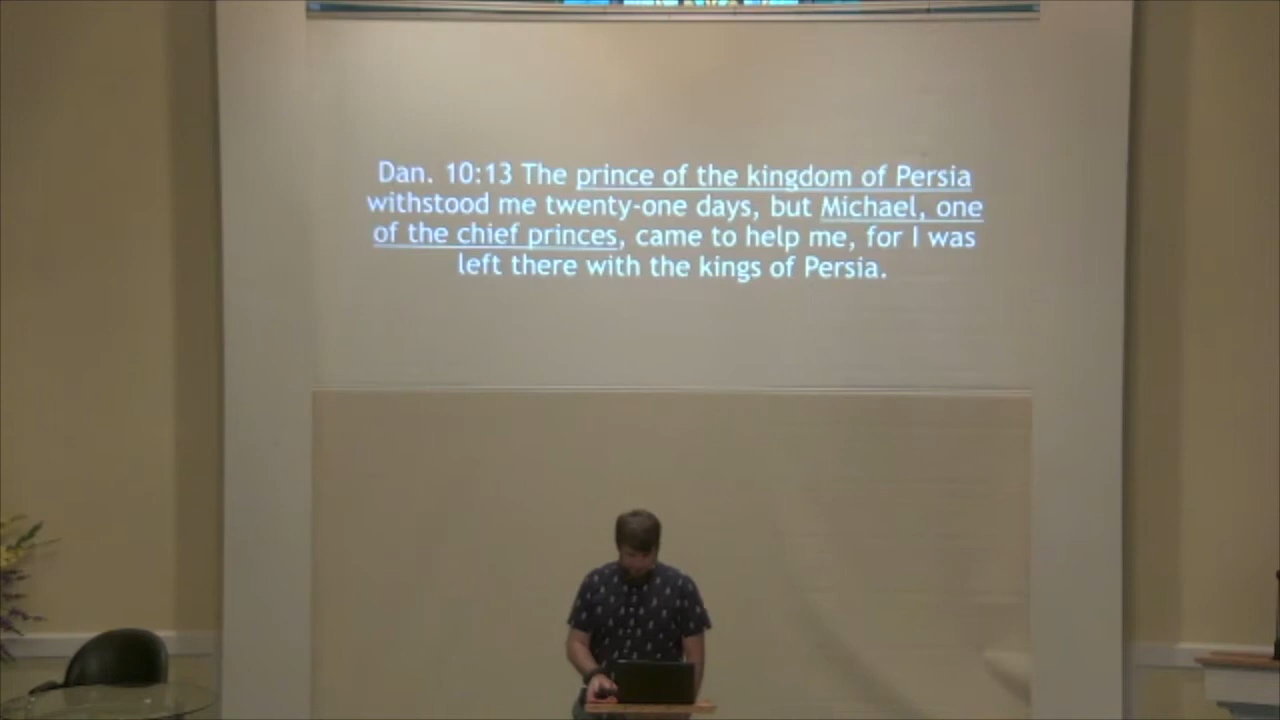 Dan. 10:13 The prince of the kingdom of Persia
withstood me twenty-one days, but Michael, one
of the chief princes, came to help me, for I was
left there with the kings of Persia.